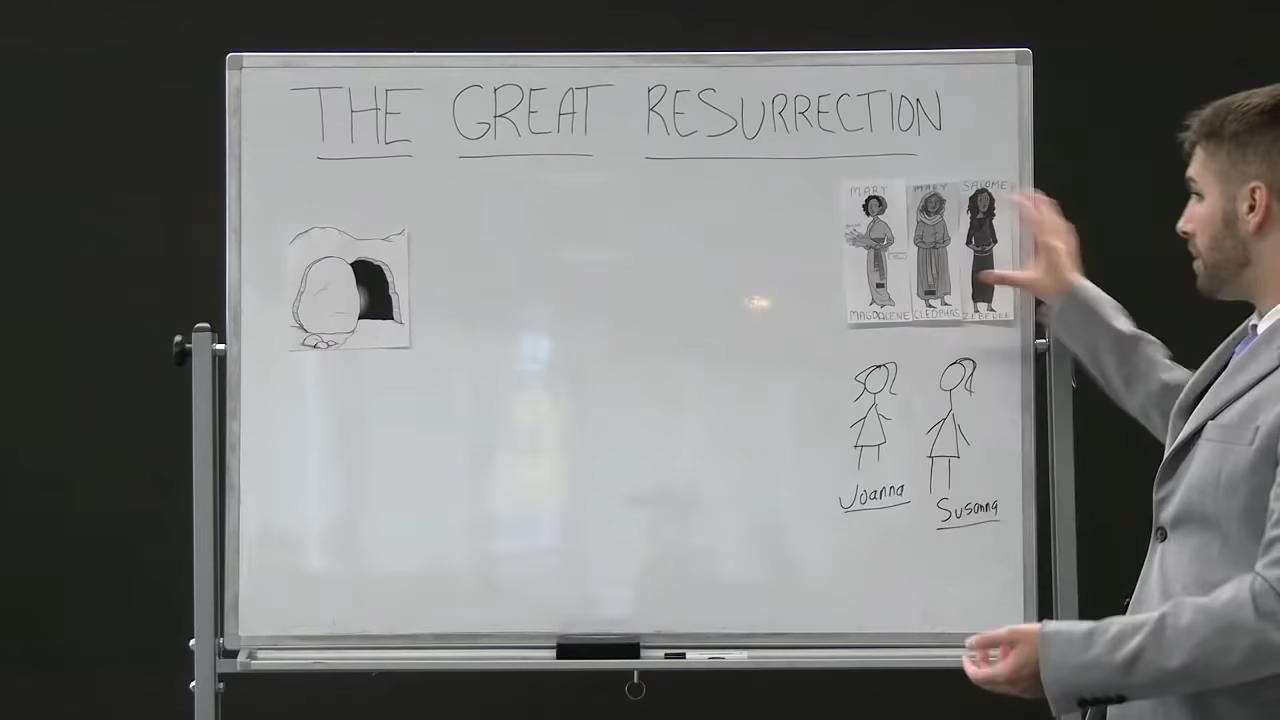 THE GREAT RESURRECTION
MARY MARY SALOME
MAGDALENE CLEOPHAS ZEBEDEE
Joanna
Susanna